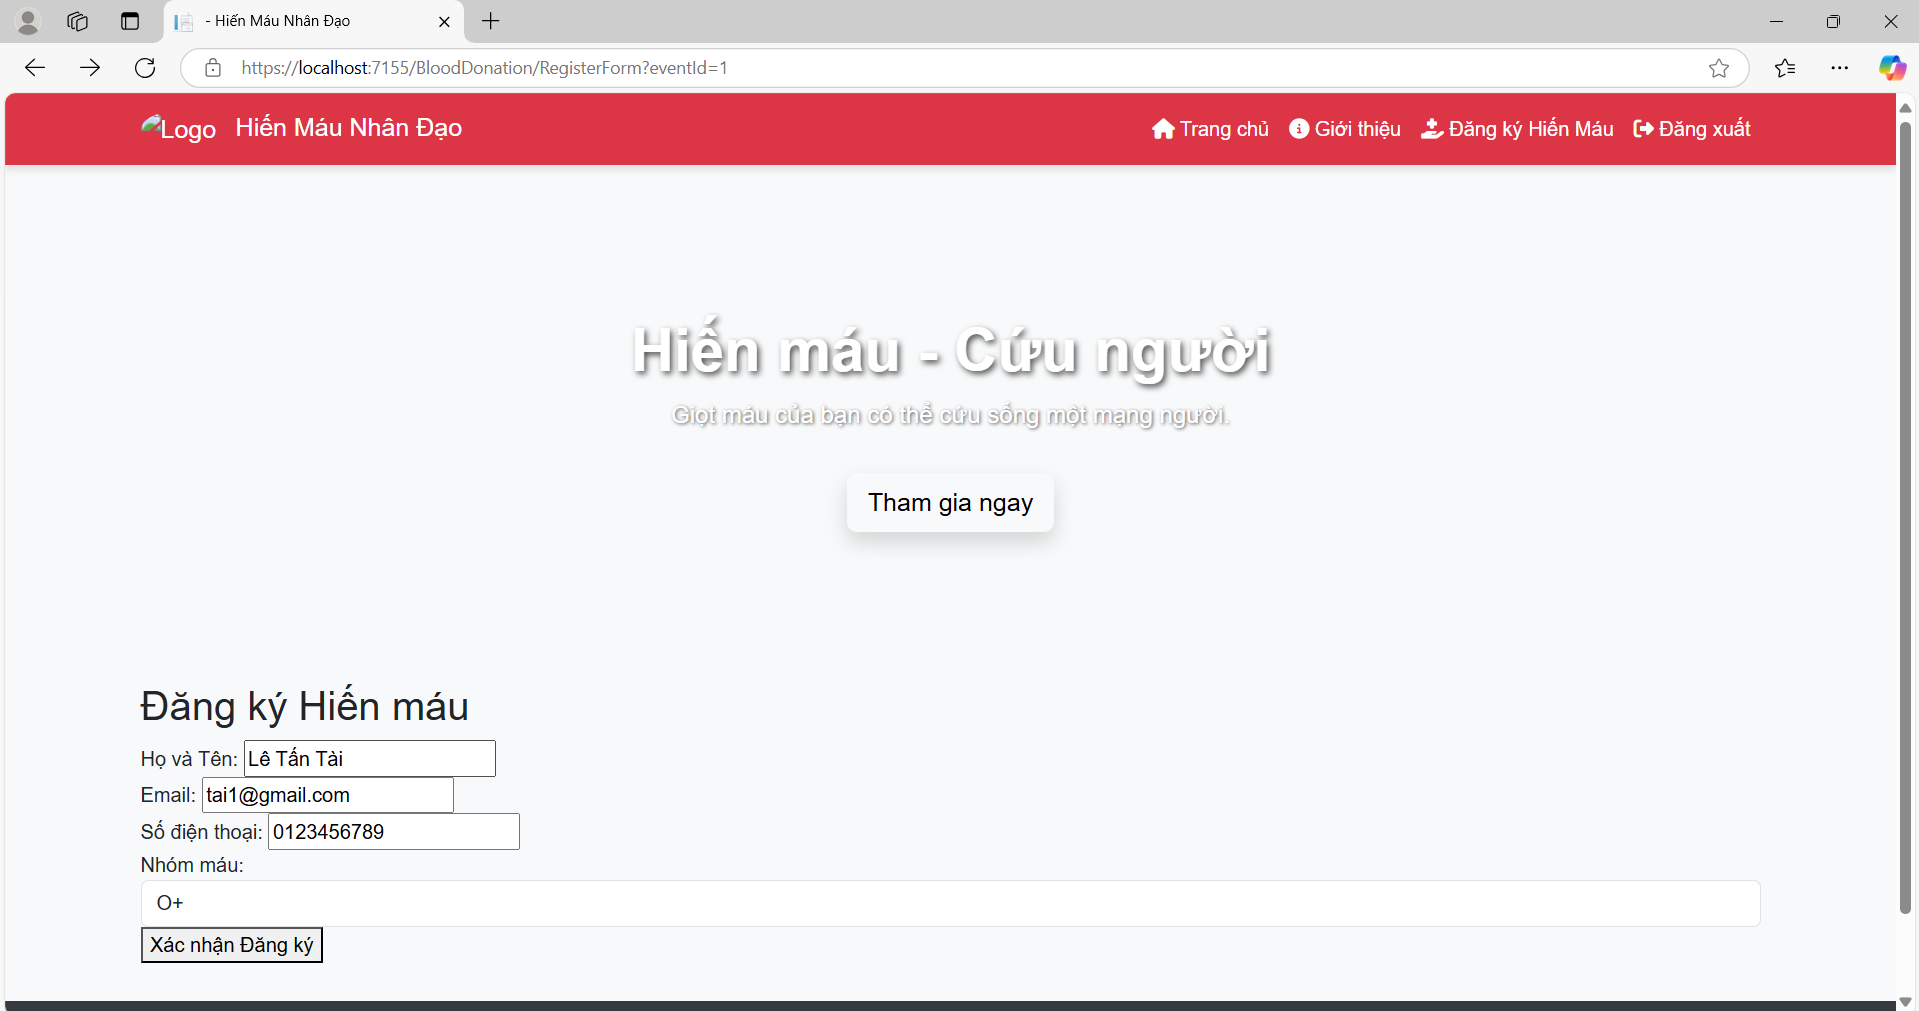 - Hiến Máu Nhân Đạo
https://localhost:7155/BloodDonation/RegisterForm?eventId=1
Logo Hiến Máu Nhân Đạo Trang chủ Giới thiệu Đăng ký Hiến Máu Đăng xuất
Hiến máu - Cứu người
Giọt máu của bạn có thể cứu sống một mạng người.
Tham gia ngay
Đăng ký Hiến máu
Họ và Tên: Lê Tấn Tài
Email: tai1@gmail.com
Số điện thoại: 0123456789
Nhóm máu:
O+
Xác nhận Đăng ký